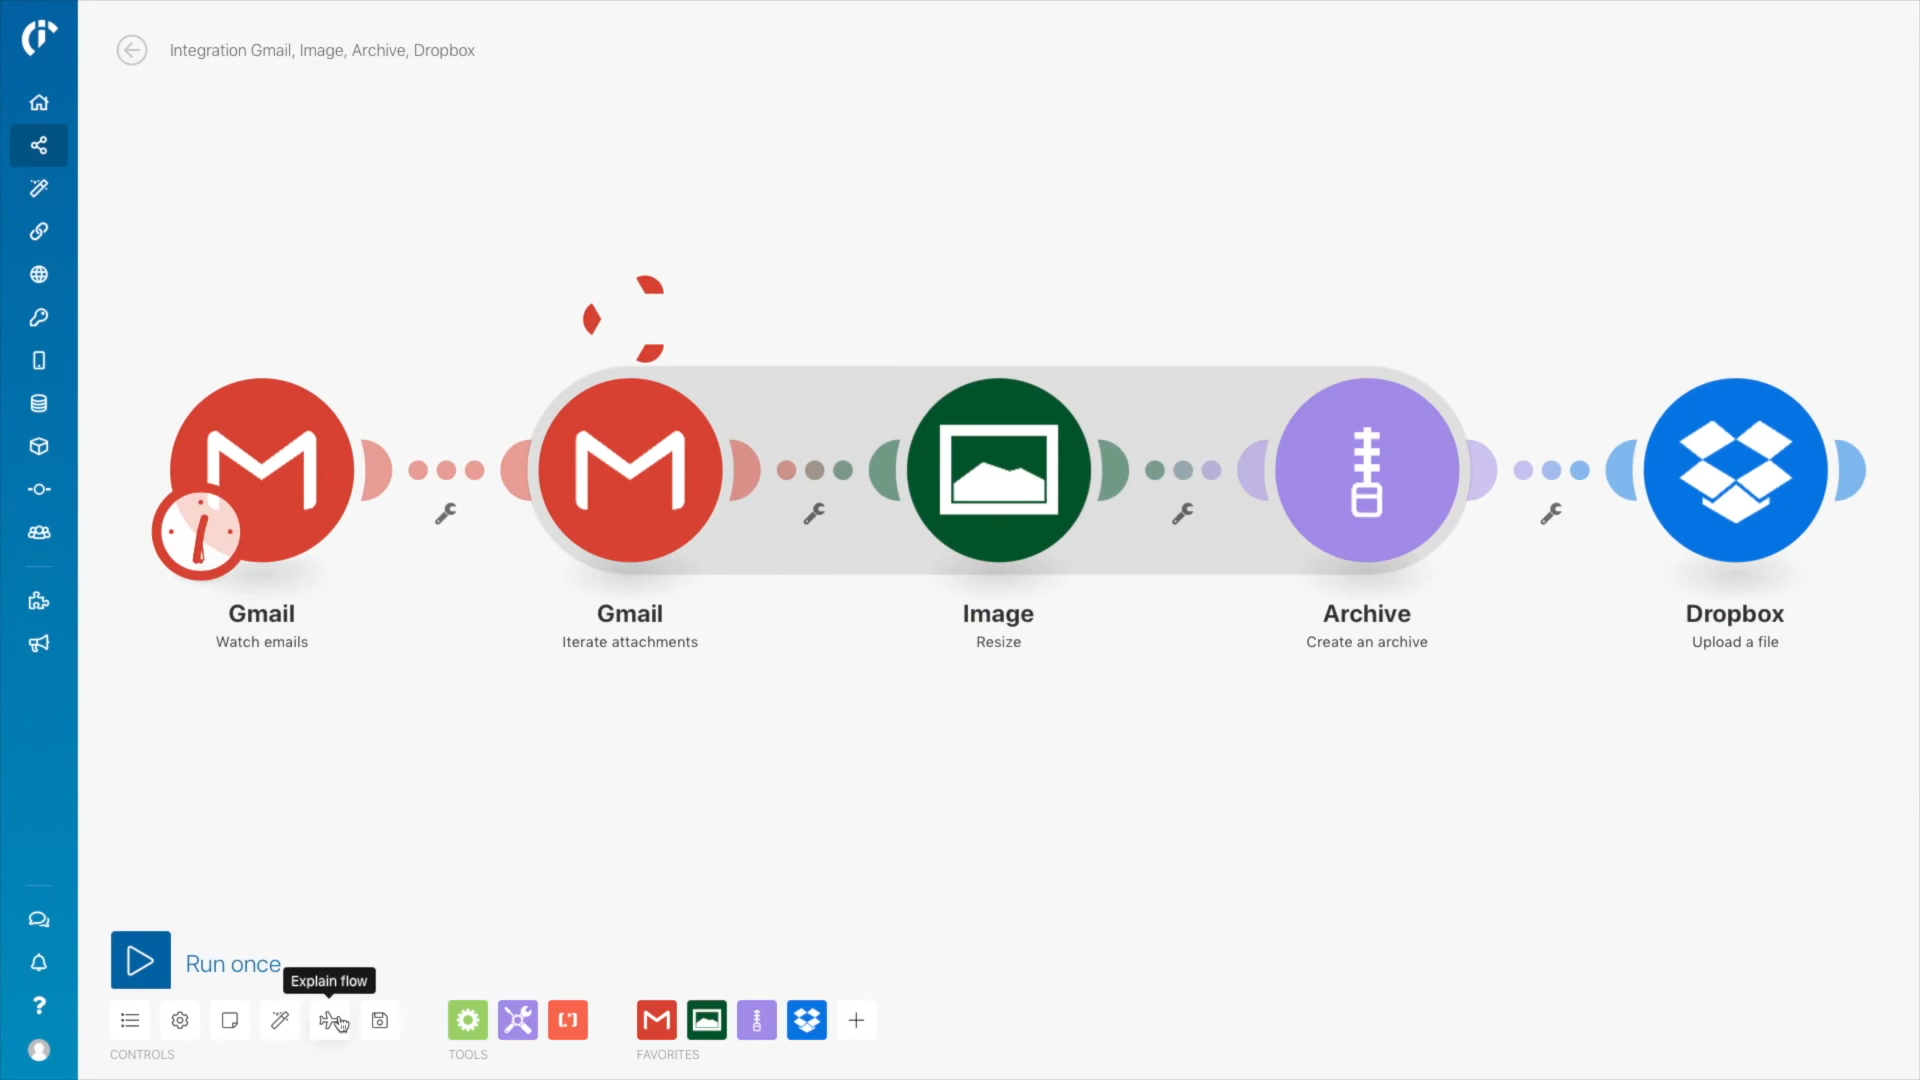 Integration Gmail, Image, Archive, Dropbox
Gmail
Watch emails
Gmail
Iterate attachments
Image
Resize
Archive
Create an archive
Dropbox
Upload a file
Run once
Explain flow
CONTROLS
TOOLS
FAVORITES